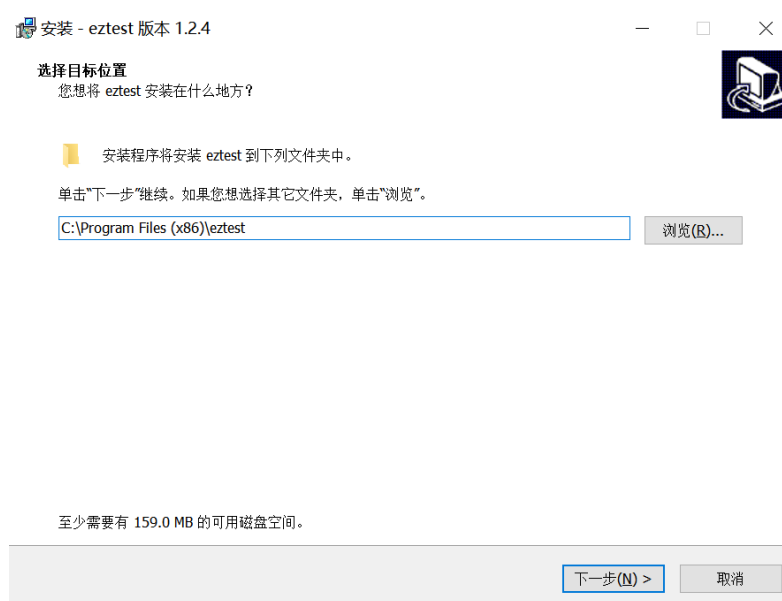 安装 - eztest 版本 1.2.4
选择目标位置
您想将 eztest 安装在什么地方？
安装程序将安装 eztest 到下列文件夹中。
单击“下一步”继续。如果您想选择其它文件夹，单击“浏览”。
C:\Program Files (x86)\eztest
浏览(R)...
至少需要有 159.0 MB 的可用磁盘空间。
下一步(N) >
取消